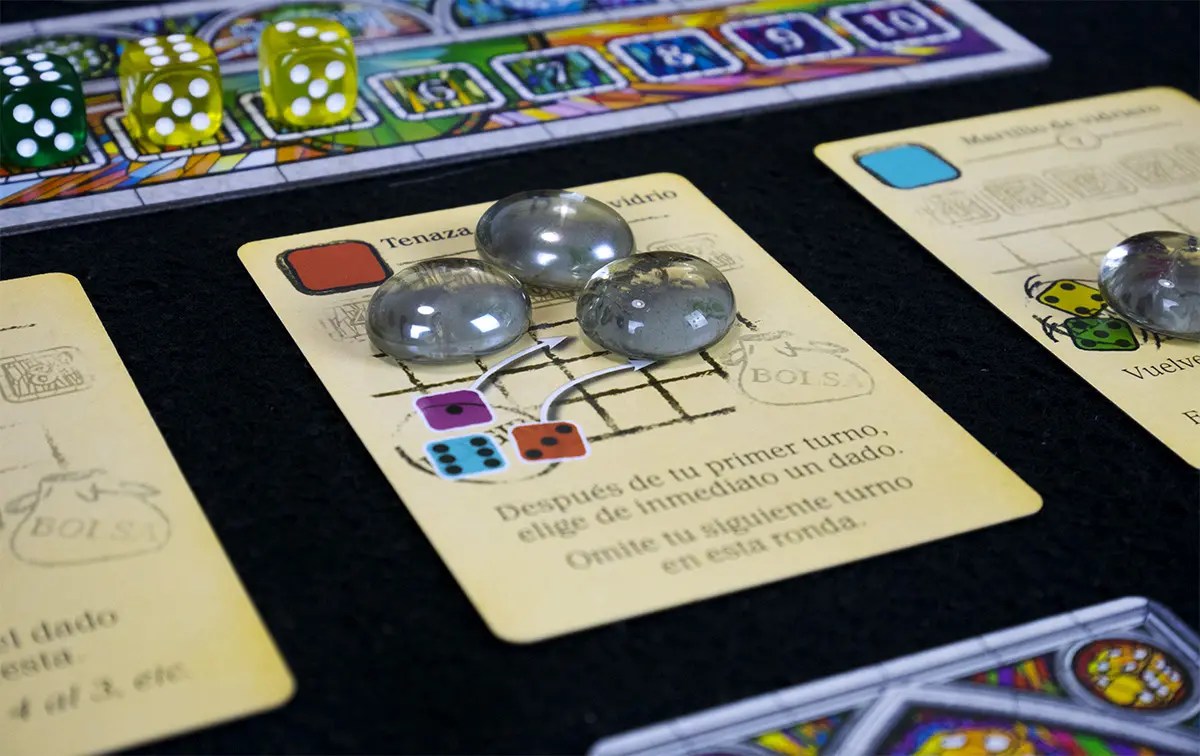 6 7 8 9 10
Tenaza
vidrio
BOLSA
Después de tu primer turno,
elige de inmediato un dado.
Omite tu siguiente turno
en esta ronda.
Martillo de vidriero
7
Vuelve
E
BOLSA
el dado
esta.
4 al 3, etc.